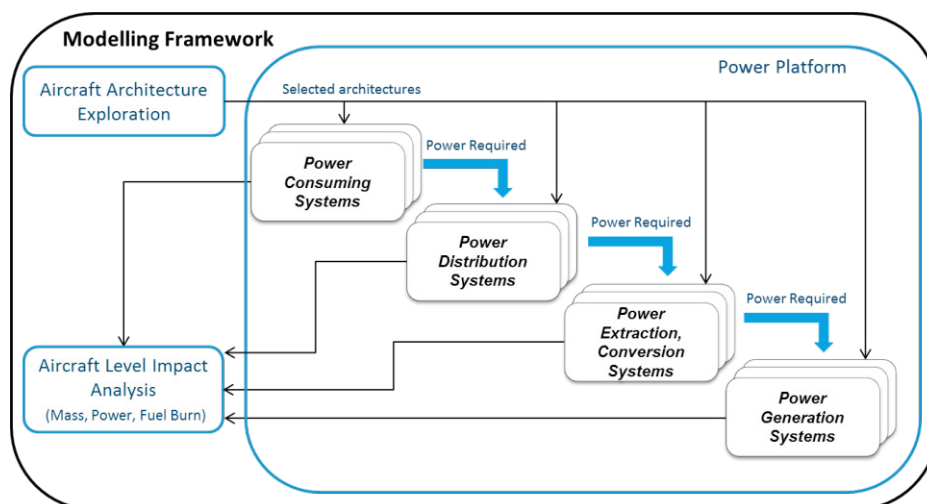 Modelling Framework
Power Platform
Aircraft Architecture
Exploration
Selected architectures
Power Required
Power
Consuming
Systems
Power Required
Power
Distribution
Systems
Power Required
Power
Extraction,
Conversion
Systems
Aircraft Level Impact
Analysis
(Mass, Power, Fuel Burn)
Power
Generation
Systems